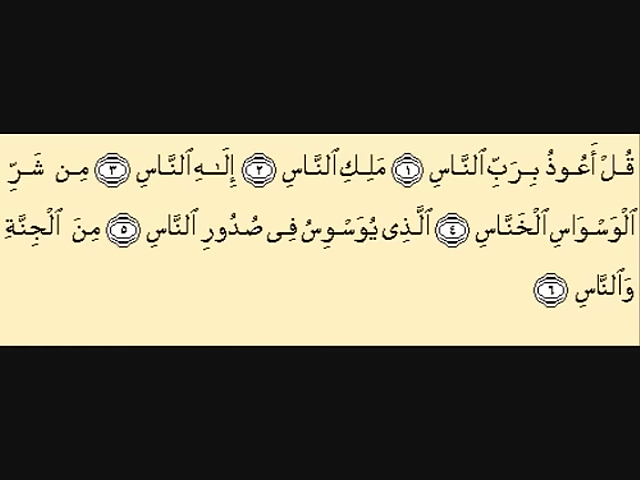 قُلْ أَعُوذُ بِرَبِّ ٱلنَّاسِ ١ مَلِكِ ٱلنَّاسِ ٢ إِلَـٰهِ ٱلنَّاسِ ٣ مِن شَرِّ
ٱلْوَسْوَاسِ ٱلْخَنَّاسِ ٤ ٱلَّذِى يُوَسْوِسُ فِى صُدُورِ ٱلنَّاسِ ٥ مِنَ ٱلْجِنَّةِ
وَٱلنَّاسِ ٦